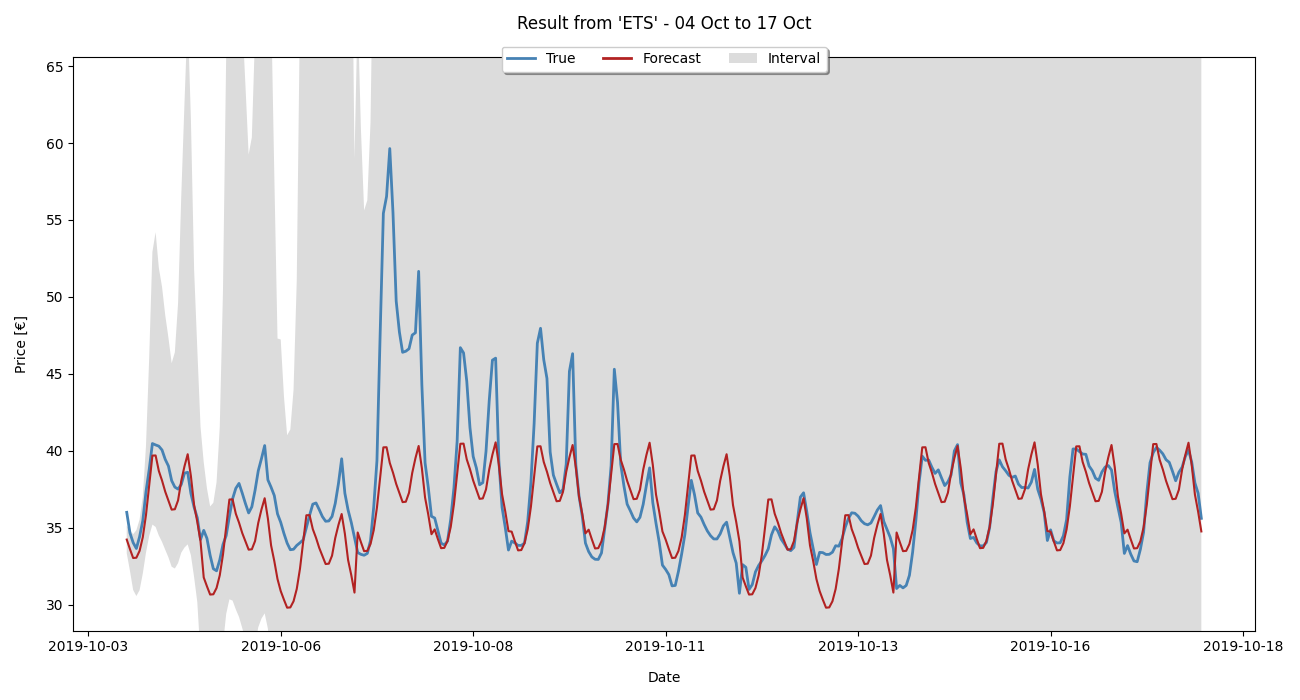 Result from 'ETS' - 04 Oct to 17 Oct
True Forecast Interval
65
60
55
50
45
40
35
30
Price [€]
2019-10-03 2019-10-06 2019-10-08 2019-10-11 2019-10-13 2019-10-16 2019-10-18
Date